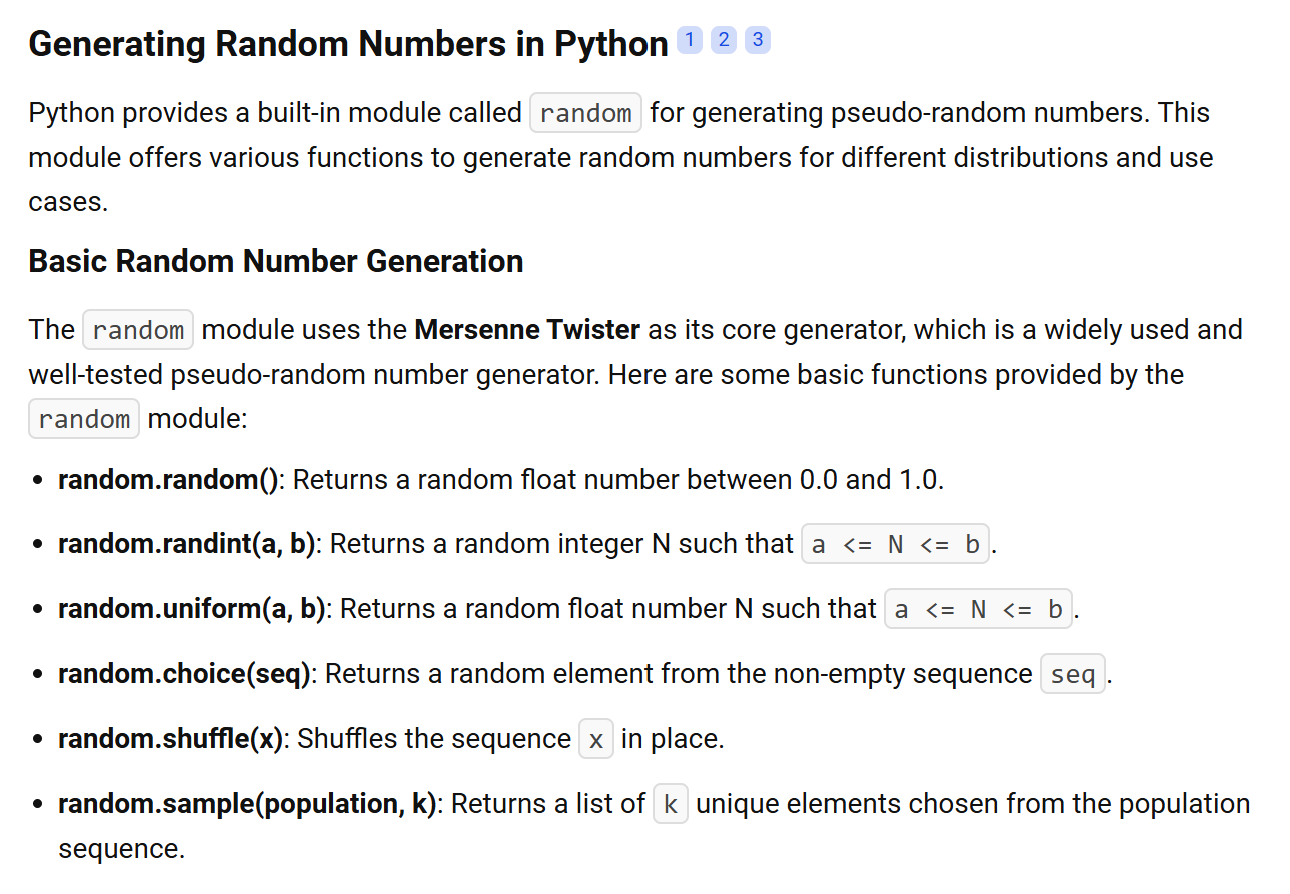 Generating Random Numbers in Python 1 2 3
Python provides a built-in module called random for generating pseudo-random numbers. This
module offers various functions to generate random numbers for different distributions and use
cases.
Basic Random Number Generation
The random module uses the Mersenne Twister as its core generator, which is a widely used and
well-tested pseudo-random number generator. Here are some basic functions provided by the
random module:
• random.random(): Returns a random float number between 0.0 and 1.0.
• random.randint(a, b): Returns a random integer N such that a <= N <= b.
• random.uniform(a, b): Returns a random float number N such that a <= N <= b.
• random.choice(seq): Returns a random element from the non-empty sequence seq.
• random.shuffle(x): Shuffles the sequence x in place.
• random.sample(population, k): Returns a list of k unique elements chosen from the population
sequence.